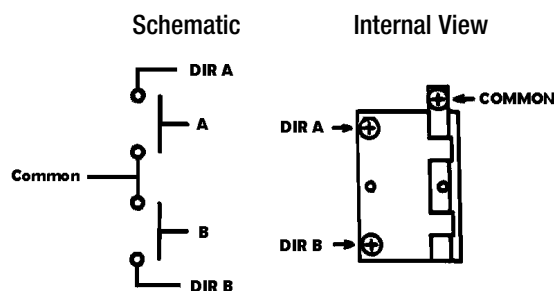 Schematic
DIR A
A
Common
B
DIR B
Internal View
COMMON
DIR A
DIR B